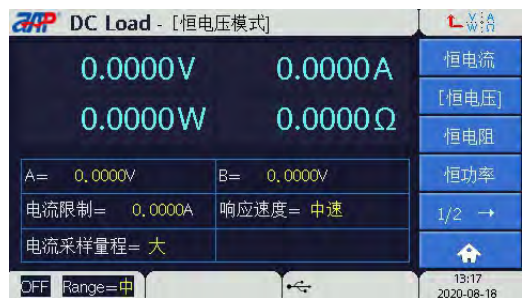 ZAP DC Load - [恒电压模式]
0.0000V 0.0000A
0.0000W 0.0000Ω
A= 0.0000V B= 0.0000V
电流限制= 0.0000A 响应速度= 中速
电流采样量程= 大
OFF Range=中
恒电流
[恒电压]
恒电阻
恒功率
1/2 →
13:17
2020-08-18